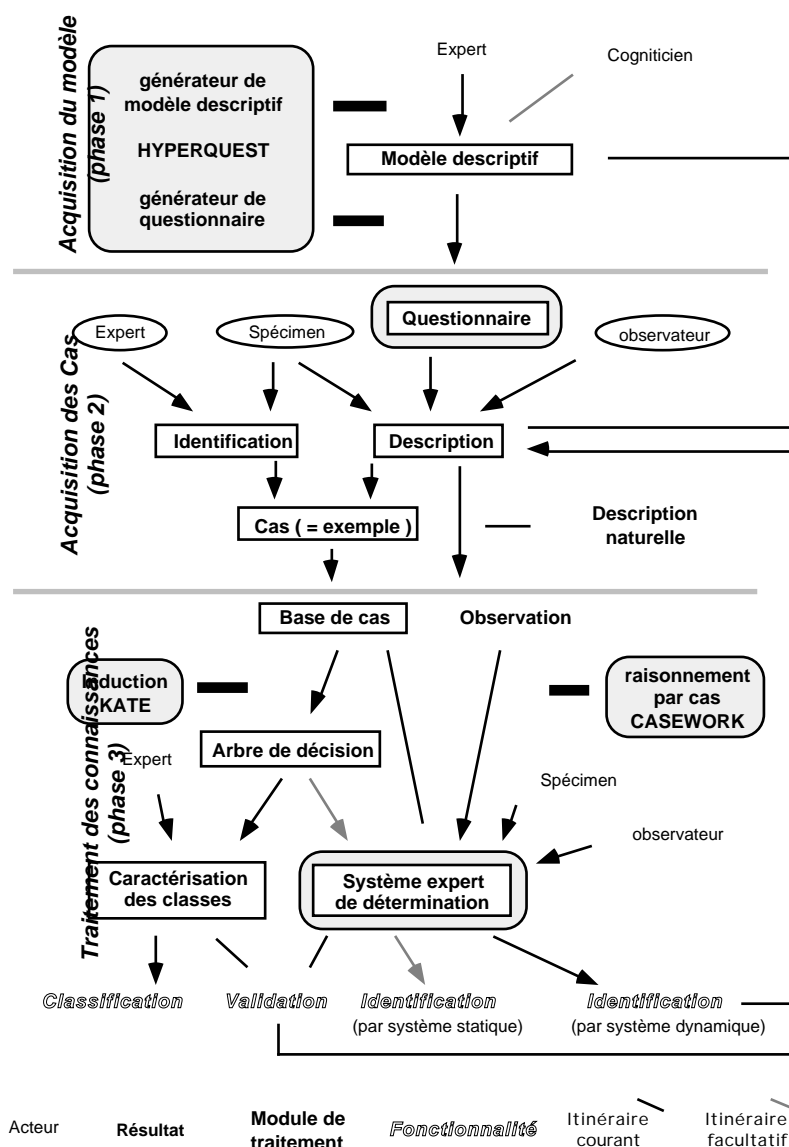 Expert
Cogniticien
générateur de
modèle descriptif
HYPERQUEST
générateur de
questionnaire
Modèle descriptif
Acquisition du modèle
(phase 1)
Questionnaire
Expert
Spécimen
observateur
Identification
Description
Cas ( = exemple )
Description
naturelle
Acquisition des Cas
(phase 2)
Base de cas
Observation
Induction
KATE
raisonnement
par cas
CASEWORK
Arbre de décision
Expert
Spécimen
observateur
Caractérisation
des classes
Système expert
de détermination
Traitement des connaissances
(phase 3)
Classification
Validation
Identification
(par système statique)
Identification
(par système dynamique)
Acteur
Résultat
Module de
traitement
Fonctionnalité
Itinéraire
courant
Itinéraire
facultatif